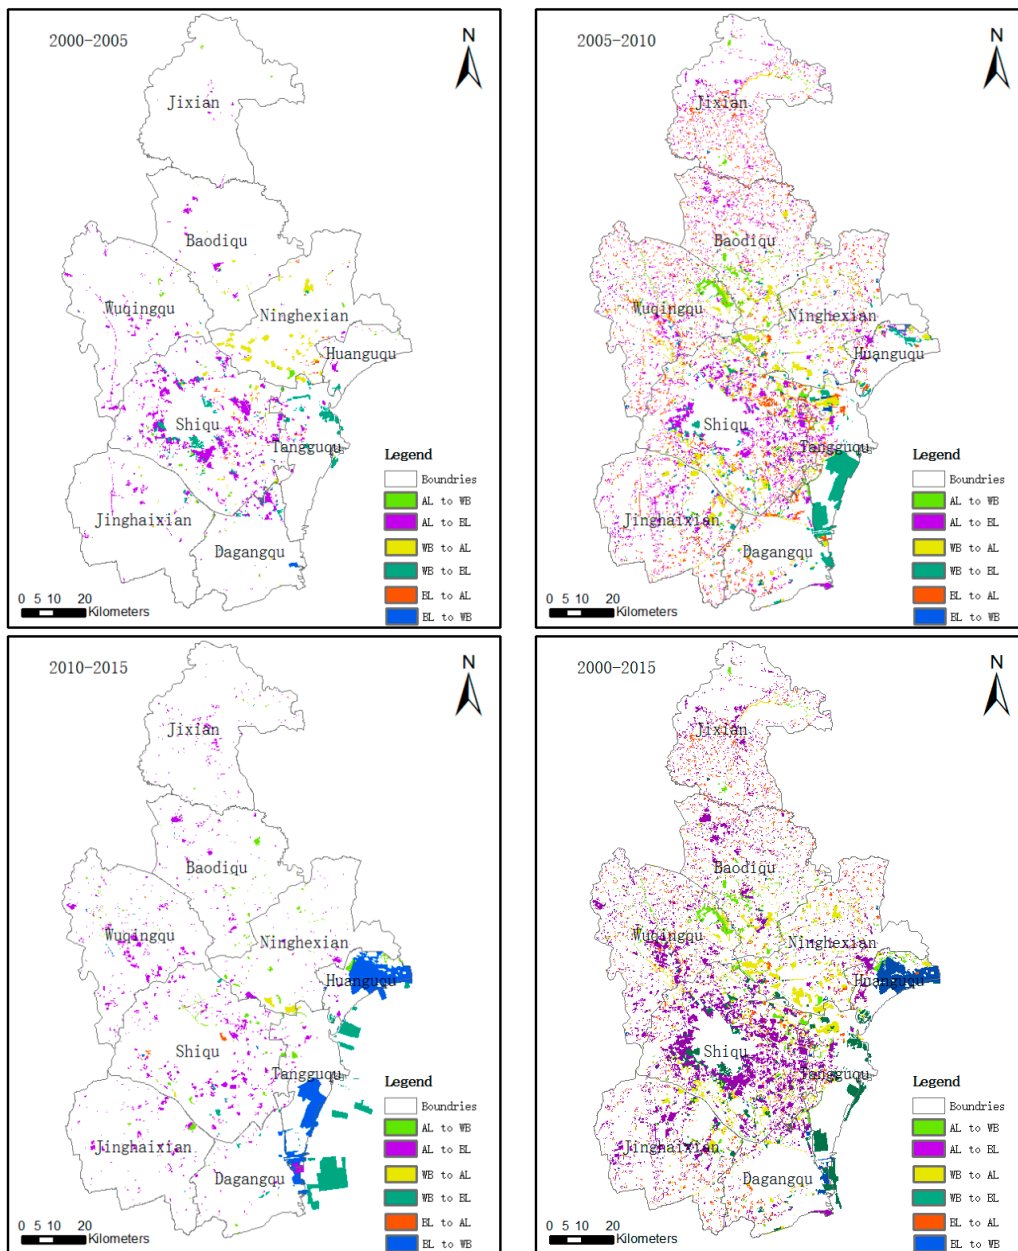 2000-2005
N
Jixian
Baodiqu
Wuqingqu
Ninghexian
Huanguqu
Shiqu
Tangguqu
Jinghaixian
Dagangqu
Legend
Boundries
AL to WB
AL to BL
WB to AL
WB to BL
BL to AL
BL to WB
0 5 10 20
Kilometers
2005-2010
N
Jixian
Baodiqu
Wuqingqu
Ninghexian
Huanguqu
Shiqu
Tangguqu
Jinghaixian
Dagangqu
Legend
Boundries
AL to WB
AL to BL
WB to AL
WB to BL
BL to AL
BL to WB
0 5 10 20
Kilometers
2010-2015
N
Jixian
Baodiqu
Wuqingqu
Ninghexian
Huanguqu
Shiqu
Tangguqu
Jinghaixian
Dagangqu
Legend
Boundries
AL to WB
AL to BL
WB to AL
WB to BL
BL to AL
BL to WB
0 5 10 20
Kilometers
2000-2015
N
Jixian
Baodiqu
Wuqingqu
Ninghexian
Huanguqu
Shiqu
Tangguqu
Jinghaixian
Dagangqu
Legend
Boundries
AL to WB
AL to BL
WB to AL
WB to BL
BL to AL
BL to WB
0 5 10 20
Kilometers